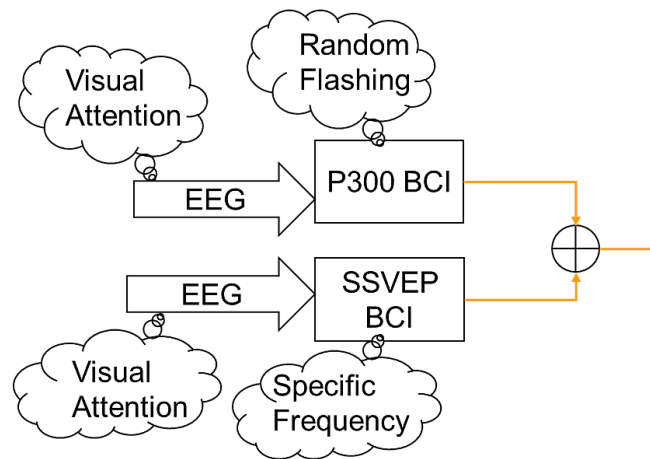 Visual
Attention
Random
Flashing
EEG
P300 BCI
EEG
SSVEP
BCI
Visual
Attention
Specific
Frequency